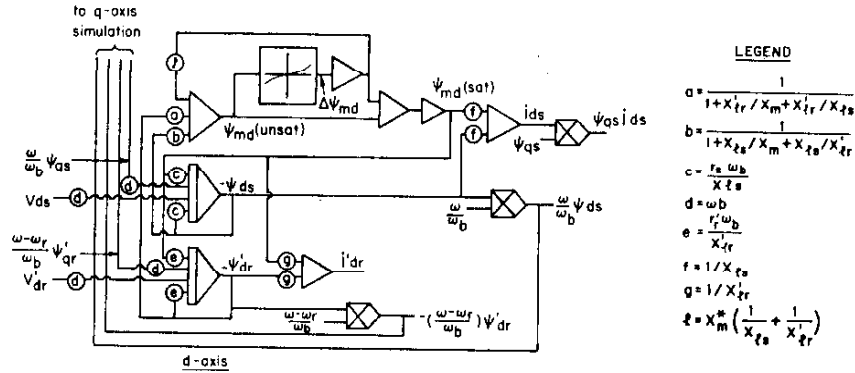 to q-axis
simulation
ℓ
a
b
Δψmd
ψmd(unsat)
ψmd(sat)
f
f
ids
ψqs
ψqs ids
ω/ωb ψqs
d
Vds d
c
c
-ψds
ω/ωb
ω/ωb ψds
ω-ωr/ωb ψ'qr
d
V'dr d
e
e
-ψ'dr
g
g
i'dr
ω-ωr/ωb
-(ω-ωr/ωb)ψ'dr
d-axis
LEGEND
a = 1/1+X'ℓr/Xm+X'ℓr/Xℓs
b = 1/1+Xℓs/Xm+Xℓs/X'ℓr
c = rs ωb/Xℓs
d = ωb
e = r'r ωb/X'ℓr
f = 1/Xℓs
g = 1/X'ℓr
ℓ = X*m (1/Xℓs + 1/X'ℓr)